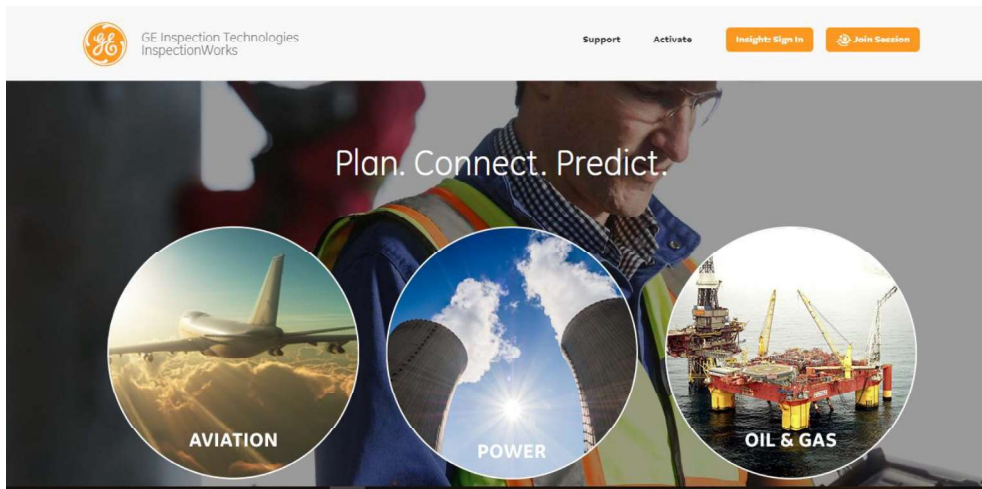 GE Inspection Technologies
InspectionWorks
Support Activate Insight: Sign In Join Session
Plan. Connect. Predict.
AVIATION
POWER
OIL & GAS